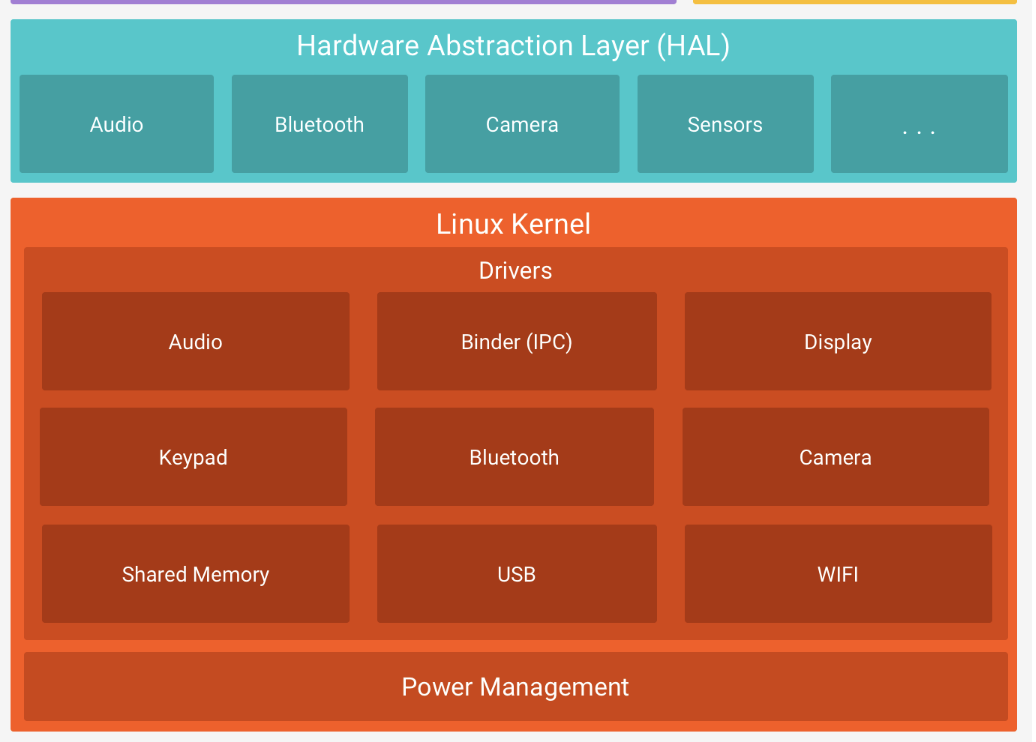 Hardware Abstraction Layer (HAL)
Audio
Bluetooth
Camera
Sensors
. . .
Linux Kernel
Drivers
Audio
Binder (IPC)
Display
Keypad
Bluetooth
Camera
Shared Memory
USB
WIFI
Power Management